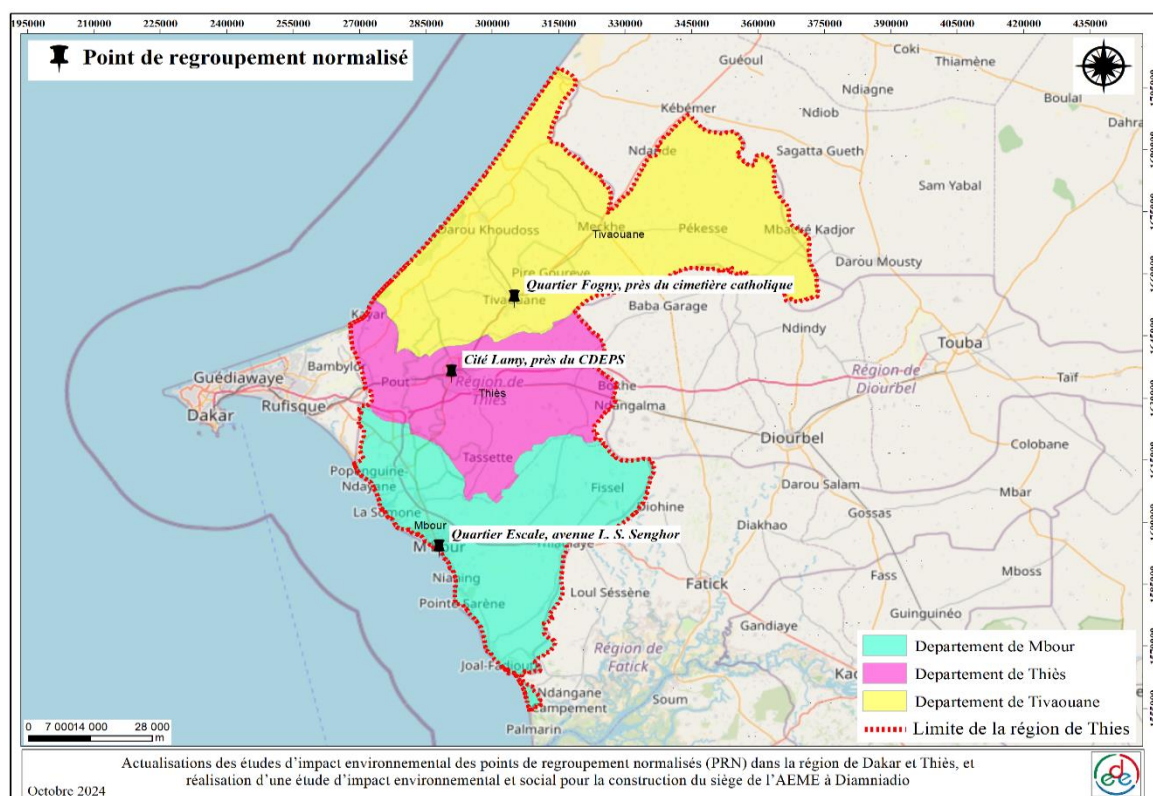 195000 210000 225000 240000 255000 270000 285000 300000 315000 330000 345000 360000 375000 390000 405000 420000 435000
Point de regroupement normalisé
Coki
Thiamène
Guéoul
Ndiagne
Boulal
Kébémer
Ndiob
Dahra
Ndande
Sagatta Gueth
Sam Yabal
Darou Khoudoss
Meckhe
Tivaouane
Pékesse
Mbacké Kadjor
Darou Mousty
Pire Goureye
Quartier Fogny, près du cimetière catholique
Tivaouane
Baba Garage
Kayar
Ndindy
Touba
Cité Lamy, près du CDEPS
Bambylo
Guédiawaye
Pout
Région de
Thiès
Thiès
Bokhe
Région de
Diourbel
Taïf
Dakar
Rufisque
Ndangalma
Diourbel
Colobane
Tassette
Popenguine-
Ndayane
Fissel
Darou Salam
Mbar
La Somone
Diohine
Gossas
Mbour
Diakhao
Quartier Escale, avenue L. S. Senghor
Mbour
Nianing
Fatick
Fass
Mboss
Pointe Sarène
Loul Séssène
Guinguinéo
Gandiaye
Joal-Fadiouth
Région de
Fatick
Ndangane
Campement
Soum
Palmarin
Departement de Mbour
Departement de Thiès
Departement de Tivaouane
Limite de la région de Thies
0 7 000 14 000 28 000
m
Actualisations des études d'impact environnemental des points de regroupement normalisés (PRN) dans la région de Dakar et Thiès, et
réalisation d'une étude d'impact environnemental et social pour la construction du siège de l'AEME à Diamniadio
Octobre 2024